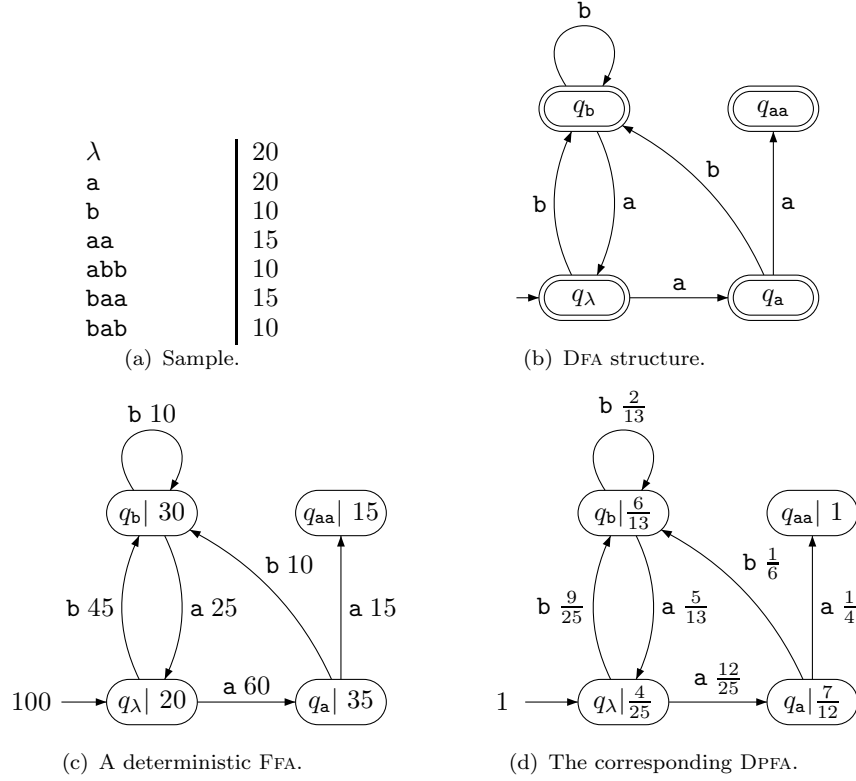 λ 20
a 20
b 10
aa 15
abb 10
baa 15
bab 10
(a) Sample.
b
q_b
q_aa
b
b
a
a
q_λ
a
q_a
(b) DFA structure.
b 10
q_b| 30
q_aa| 15
b 10
b 45
a 25
a 15
100
q_λ| 20
a 60
q_a| 35
(c) A deterministic FFA.
b 2/13
q_b| 6/13
q_aa| 1
b 1/6
b 9/25
a 5/13
a 1/4
1
q_λ| 4/25
a 12/25
q_a| 7/12
(d) The corresponding DPFA.